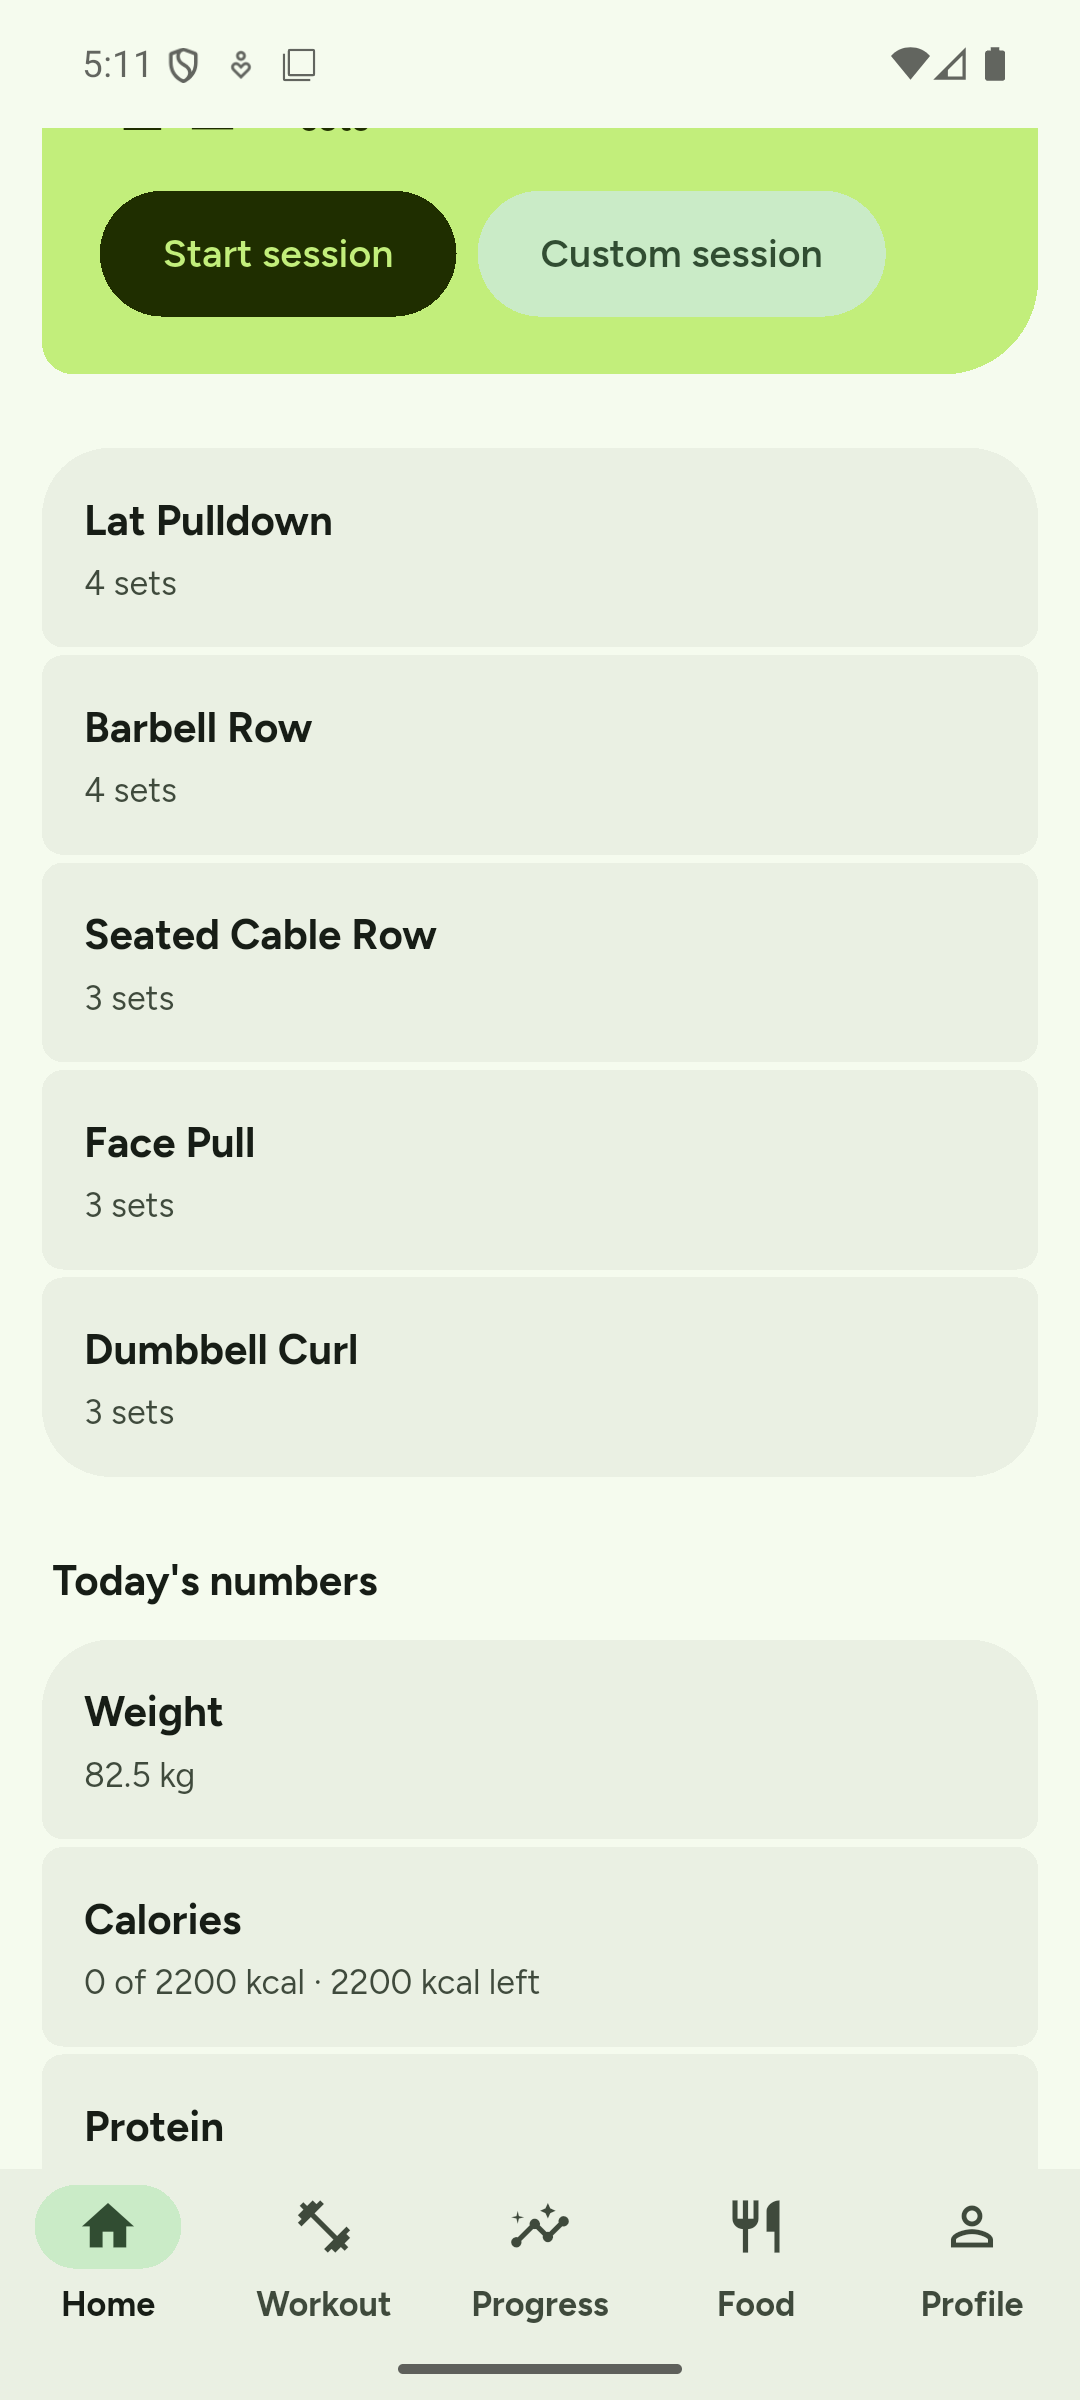 5:11
Start session
Custom session
Lat Pulldown
4 sets
Barbell Row
4 sets
Seated Cable Row
3 sets
Face Pull
3 sets
Dumbbell Curl
3 sets
Today's numbers
Weight
82.5 kg
Calories
0 of 2200 kcal · 2200 kcal left
Protein
Home
Workout
Progress
Food
Profile